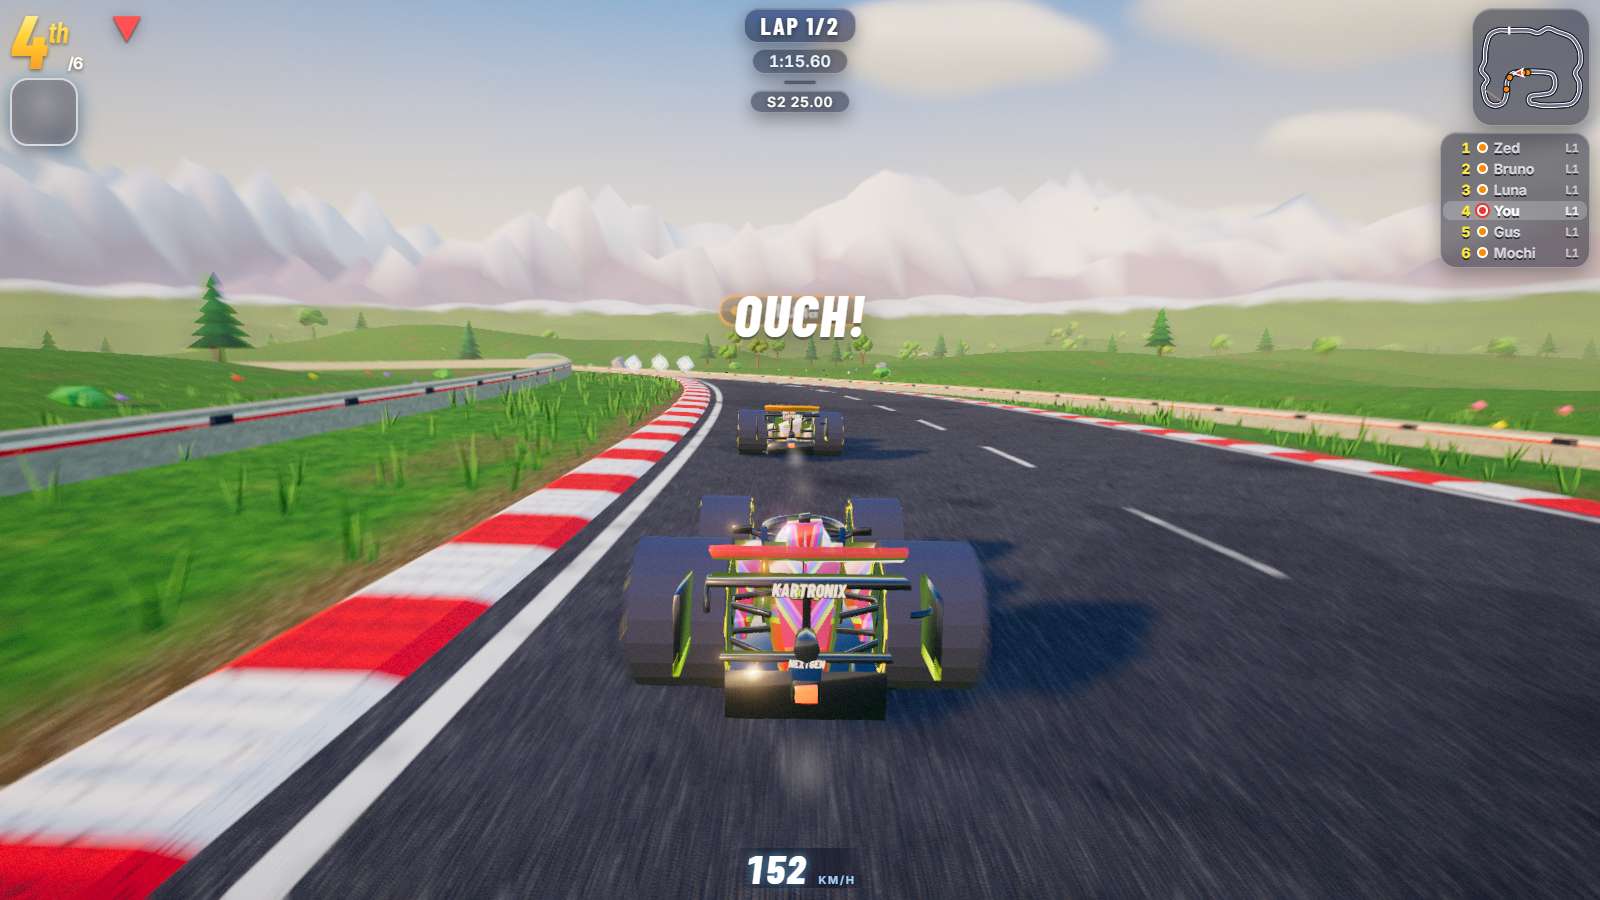 4th
/6
LAP 1/2
1:15.60
S2 25.00
1 Zed L1
2 Bruno L1
3 Luna L1
4 You L1
5 Gus L1
6 Mochi L1
OUCH!
KARTRONIX
NEXTGEN
152 KM/H